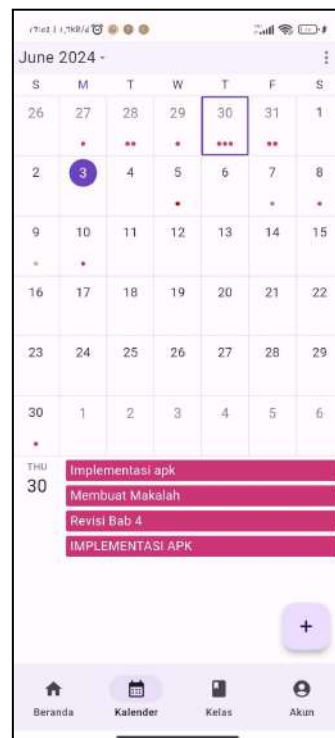 June 2024
S M T W T F S
26 27 28 29 30 31 1
2 3 4 5 6 7 8
9 10 11 12 13 14 15
16 17 18 19 20 21 22
23 24 25 26 27 28 29
30 1 2 3 4 5 6
THU
30
Implementasi apk
Membuat Makalah
Revisi Bab 4
IMPLEMENTASI APK
+
Beranda Kalender Kelas Akun